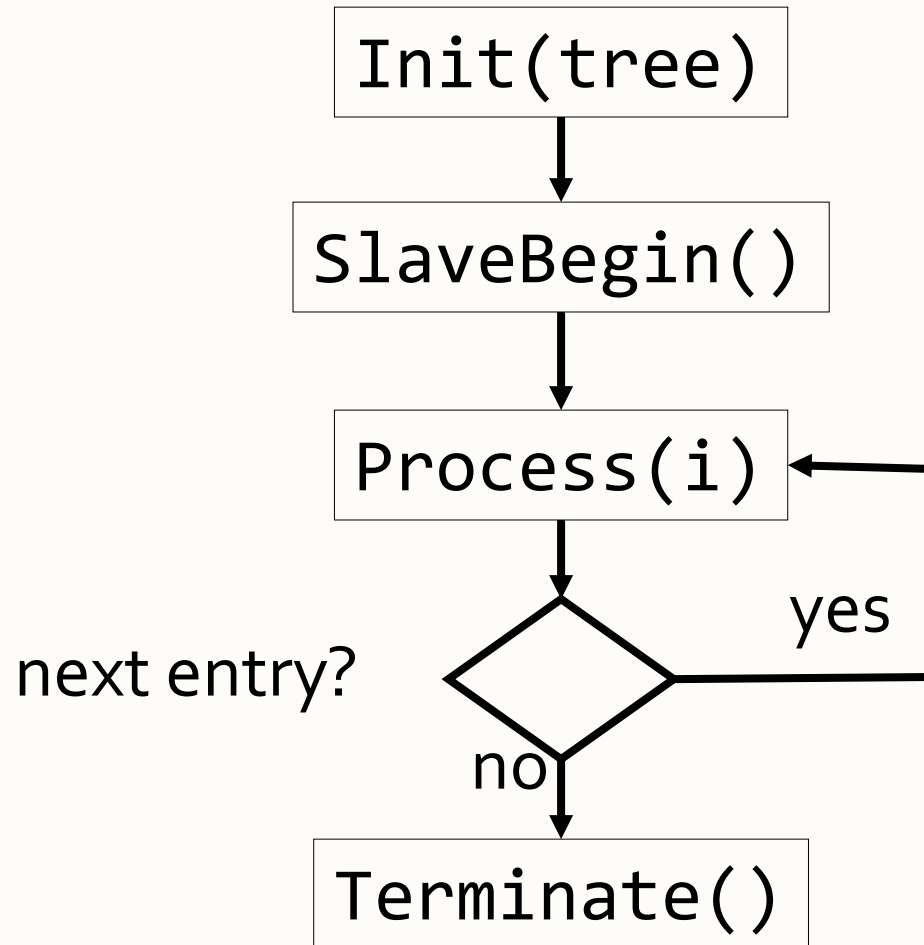 Init(tree)
SlaveBegin()
Process(i)
yes
next entry?
no
Terminate()